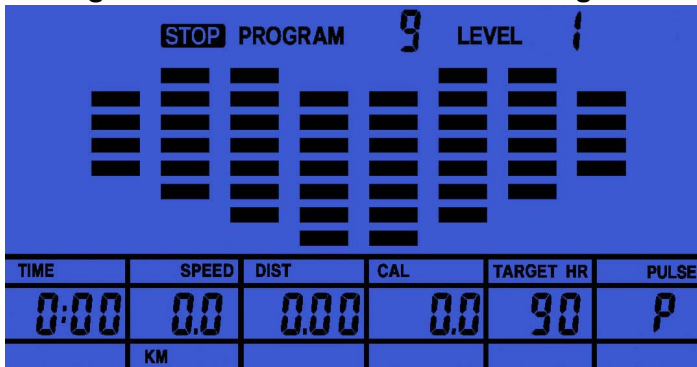 STOP PROGRAM 9 LEVEL 1
TIME SPEED DIST CAL TARGET HR PULSE
0:00 0.0 0.00 0.0 90 P
KM